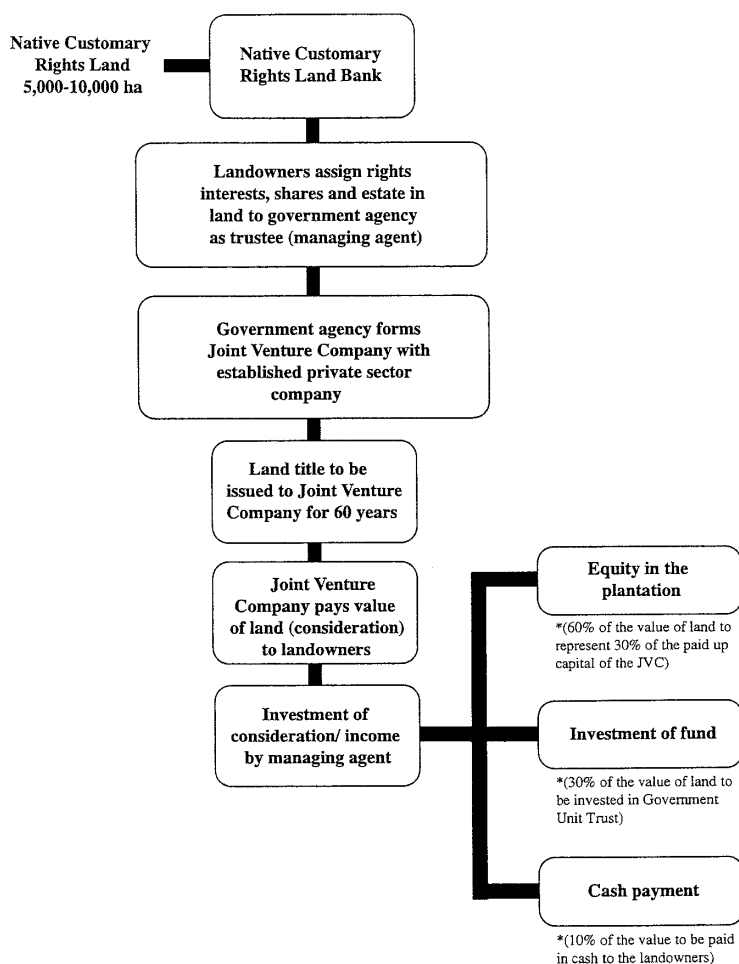 Native Customary
Rights Land
5,000-10,000 ha
Native Customary
Rights Land Bank
Landowners assign rights
interests, shares and estate in
land to government agency
as trustee (managing agent)
Government agency forms
Joint Venture Company with
established private sector
company
Land title to be
issued to Joint Venture
Company for 60 years
Joint Venture
Company pays value
of land (consideration)
to landowners
Investment of
consideration/ income
by managing agent
Equity in the
plantation
*(60% of the value of land to
represent 30% of the paid up
capital of the JVC)
Investment of fund
*(30% of the value of land to
be invested in Government
Unit Trust)
Cash payment
*(10% of the value to be paid
in cash to the landowners)